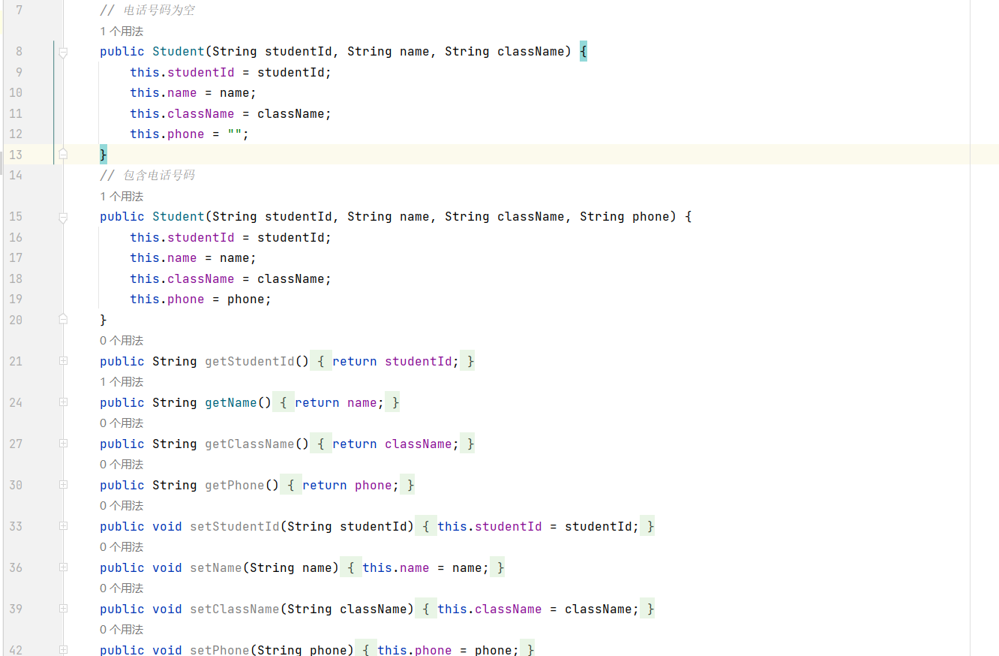 7 // 电话号码为空
1 个用法
8 public Student(String studentId, String name, String className) {
9 this.studentId = studentId;
10 this.name = name;
11 this.className = className;
12 this.phone = "";
13 }
14 // 包含电话号码
1 个用法
15 public Student(String studentId, String name, String className, String phone) {
16 this.studentId = studentId;
17 this.name = name;
18 this.className = className;
19 this.phone = phone;
20 }
0 个用法
21 public String getStudentId() { return studentId; }
1 个用法
24 public String getName() { return name; }
0 个用法
27 public String getClassName() { return className; }
0 个用法
30 public String getPhone() { return phone; }
0 个用法
33 public void setStudentId(String studentId) { this.studentId = studentId; }
0 个用法
36 public void setName(String name) { this.name = name; }
0 个用法
39 public void setClassName(String className) { this.className = className; }
0 个用法
42 public void setPhone(String phone) { this.phone = phone; }